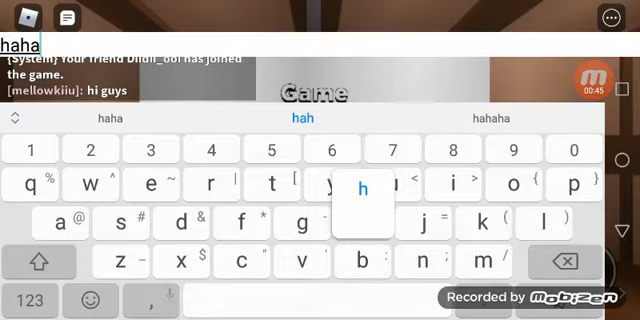 haha
{System} Your friend Dildil_ool has joined
the game.
[mellowkiiu]: hi guys
Game
00:45
haha hah hahaha
1 2 3 4 5 6 7 8 9 0
q % w ^ e ~ r | t [ y u < i > o { p }
h
a @ s # d & f * g - j = k ( l )
z _ x $ c " v ' b : n ; m /
123 ,
Recorded by Mobizen